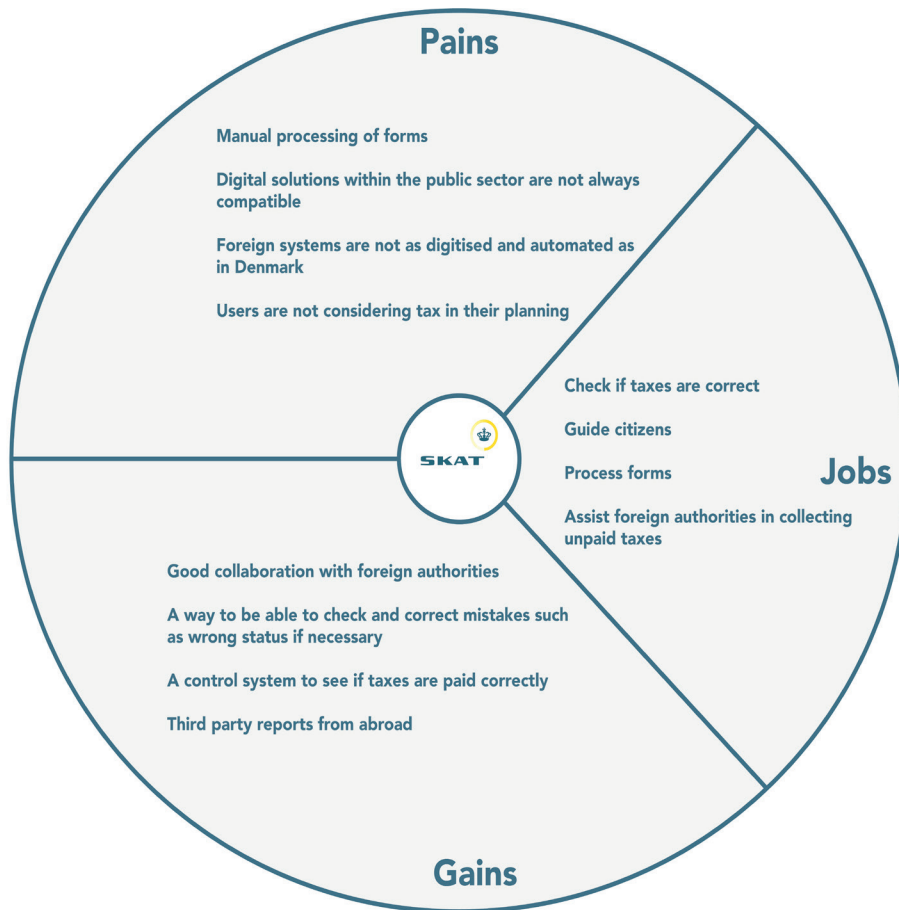 Pains
Manual processing of forms
Digital solutions within the public sector are not always
compatible
Foreign systems are not as digitised and automated as
in Denmark
Users are not considering tax in their planning
SKAT
Check if taxes are correct
Guide citizens
Process forms
Assist foreign authorities in collecting
unpaid taxes
Jobs
Good collaboration with foreign authorities
A way to be able to check and correct mistakes such
as wrong status if necessary
A control system to see if taxes are paid correctly
Third party reports from abroad
Gains